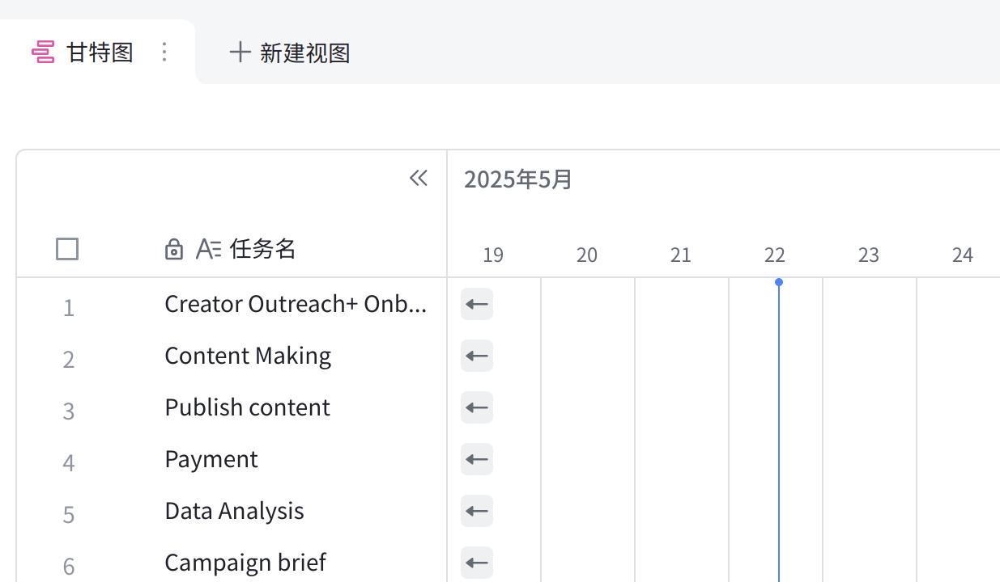 甘特图
新建视图
2025年5月
任务名
19 20 21 22 23 24
1 Creator Outreach+ Onb...
2 Content Making
3 Publish content
4 Payment
5 Data Analysis
6 Campaign brief